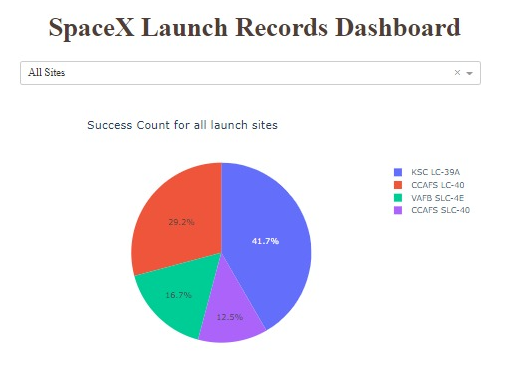 SpaceX Launch Records Dashboard
All Sites
Success Count for all launch sites
KSC LC-39A
CCAFS LC-40
VAFB SLC-4E
CCAFS SLC-40
29.2%
41.7%
16.7%
12.5%